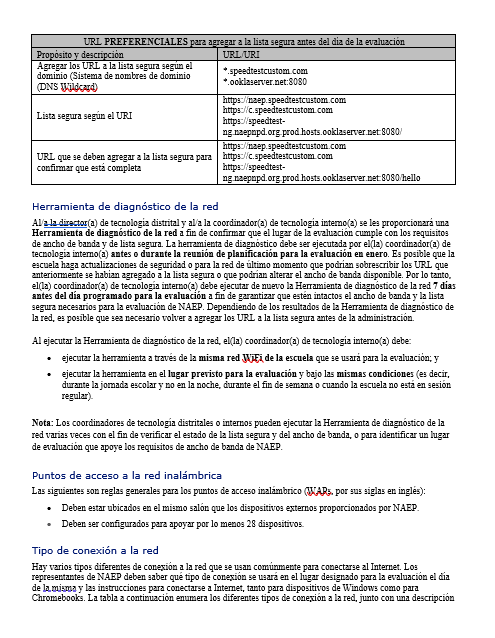 URL PREFERENCIALES para agregar a la lista segura antes del día de la evaluación
Propósito y descripción URL/URI
Agregar los URL a la lista segura según el
dominio (Sistema de nombres de dominio
(DNS Wildcard)
*.speedtestcustom.com
*.ooklaserver.net:8080
Lista segura según el URI
https://naep.speedtestcustom.com
https://c.speedtestcustom.com
https://speedtest-
ng.naepnpd.org.prod.hosts.ooklaserver.net:8080/
URL que se deben agregar a la lista segura para
confirmar que está completa
https://naep.speedtestcustom.com
https://c.speedtestcustom.com
https://speedtest-
ng.naepnpd.org.prod.hosts.ooklaserver.net:8080/hello
Herramienta de diagnóstico de la red
Al/a la director(a) de tecnología distrital y al/a la coordinador(a) de tecnología interno(a) se les proporcionará una
Herramienta de diagnóstico de la red a fin de confirmar que el lugar de la evaluación cumple con los requisitos
de ancho de banda y de lista segura. La herramienta de diagnóstico debe ser ejecutada por el(la) coordinador(a) de
tecnología interno(a) antes o durante la reunión de planificación para la evaluación en enero. Es posible que la
escuela haga actualizaciones de seguridad o para la red de último momento que podrían sobrescribir los URL que
anteriormente se habían agregado a la lista segura o que podrían alterar el ancho de banda disponible. Por lo tanto,
el(la) coordinador(a) de tecnología interno(a) debe ejecutar de nuevo la Herramienta de diagnóstico de la red 7 días
antes del día programado para la evaluación a fin de garantizar que estén intactos el ancho de banda y la lista
segura necesarios para la evaluación de NAEP. Dependiendo de los resultados de la Herramienta de diagnóstico de
la red, es posible que sea necesario volver a agregar los URL a la lista segura antes de la administración.
Al ejecutar la Herramienta de diagnóstico de la red, el(la) coordinador(a) de tecnología interno(a) debe:
• ejecutar la herramienta a través de la misma red WiFi de la escuela que se usará para la evaluación; y
• ejecutar la herramienta en el lugar previsto para la evaluación y bajo las mismas condiciones (es decir,
durante la jornada escolar y no en la noche, durante el fin de semana o cuando la escuela no está en sesión
regular).
Nota: Los coordinadores de tecnología distritales o internos pueden ejecutar la Herramienta de diagnóstico de la
red varias veces con el fin de verificar el estado de la lista segura y del ancho de banda, o para identificar un lugar
de evaluación que apoye los requisitos de ancho de banda de NAEP.
Puntos de acceso a la red inalámbrica
Las siguientes son reglas generales para los puntos de acceso inalámbrico (WAPs, por sus siglas en inglés):
• Deben estar ubicados en el mismo salón que los dispositivos externos proporcionados por NAEP.
• Deben ser configurados para apoyar por lo menos 28 dispositivos.
Tipo de conexión a la red
Hay varios tipos diferentes de conexión a la red que se usan comúnmente para conectarse al Internet. Los
representantes de NAEP deben saber qué tipo de conexión se usará en el lugar designado para la evaluación el día
de la misma y las instrucciones para conectarse a Internet, tanto para dispositivos de Windows como para
Chromebooks. La tabla a continuación enumera los diferentes tipos de conexión a la red, junto con una descripción